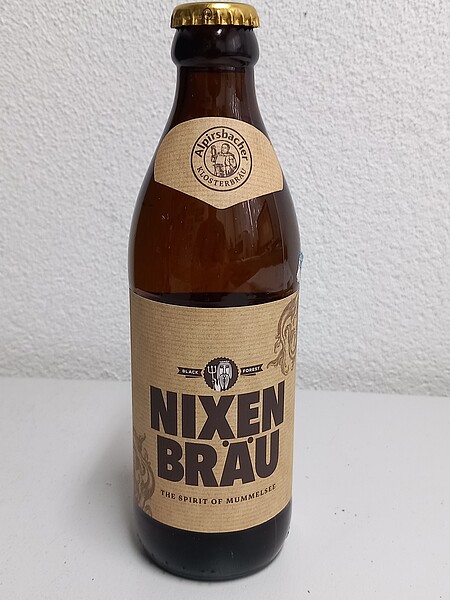 Alpirsbacher
KLOSTERBRÄU
BLACK FOREST
NIXEN
BRÄU
THE SPIRIT OF MUMMELSEE